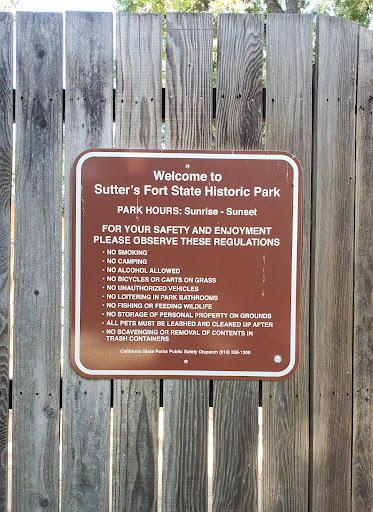 Welcome to
Sutter's Fort State Historic Park
PARK HOURS: Sunrise - Sunset
FOR YOUR SAFETY AND ENJOYMENT
PLEASE OBSERVE THESE REGULATIONS
• NO SMOKING
• NO CAMPING
• NO ALCOHOL ALLOWED
• NO BICYCLES OR CARTS ON GRASS
• NO UNAUTHORIZED VEHICLES
• NO LOITERING IN PARK BATHROOMS
• NO FISHING OR FEEDING WILDLIFE
• NO STORAGE OF PERSONAL PROPERTY ON GROUNDS
• ALL PETS MUST BE LEASHED AND CLEANED UP AFTER
• NO SCAVENGING OR REMOVAL OF CONTENTS IN
TRASH CONTAINERS
California State Parks Public Safety Dispatch (916) 358-1300